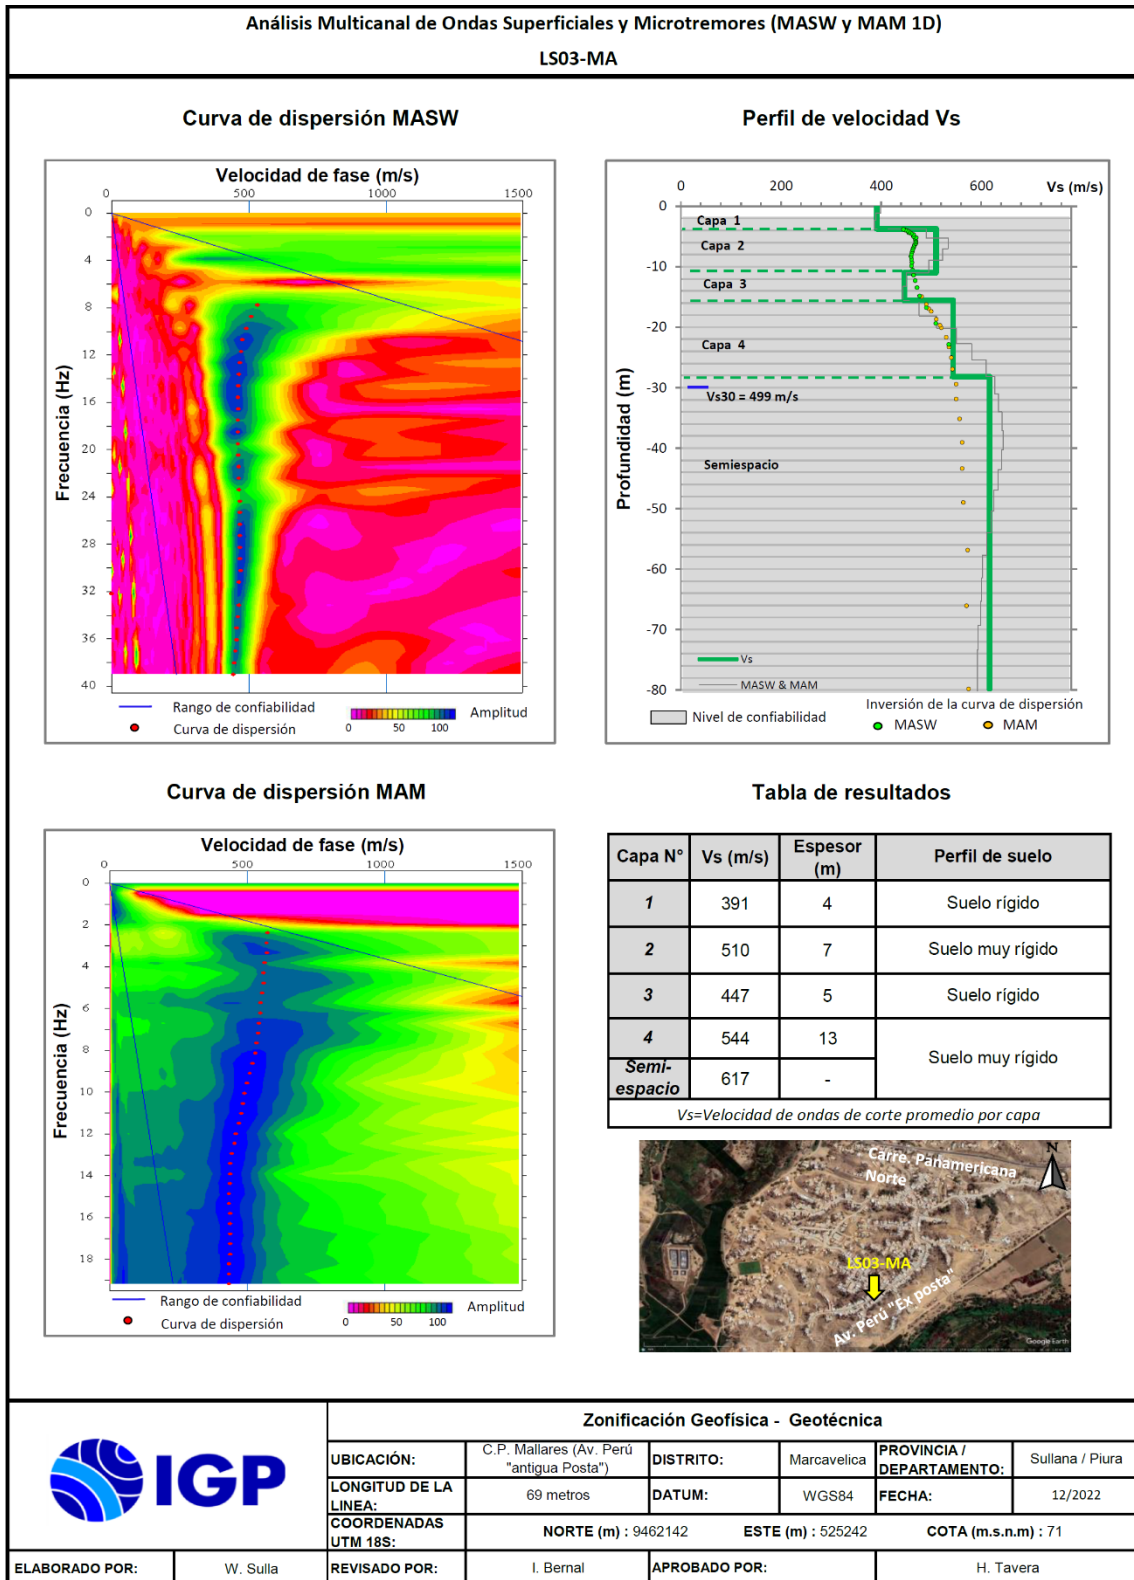 Análisis Multicanal de Ondas Superficiales y Microtremores (MASW y MAM 1D)
LS03-MA
Curva de dispersión MASW
Velocidad de fase (m/s)
0 500 1000 1500
0
4
8
12
16
20
24
28
32
36
40
Frecuencia (Hz)
Rango de confiabilidad
Curva de dispersión
0 50 100
Amplitud
Perfil de velocidad Vs
0 200 400 600 Vs (m/s)
0
-10
-20
-30
-40
-50
-60
-70
-80
Profundidad (m)
Capa 1
Capa 2
Capa 3
Capa 4
Vs30 = 499 m/s
Semiespacio
Vs
MASW & MAM
Nivel de confiabilidad
Inversión de la curva de dispersión
MASW MAM
Curva de dispersión MAM
Velocidad de fase (m/s)
0 500 1000 1500
0
2
4
6
8
10
12
14
16
18
Frecuencia (Hz)
Rango de confiabilidad
Curva de dispersión
0 50 100
Amplitud
Tabla de resultados
Capa N° Vs (m/s) Espesor (m) Perfil de suelo
1 391 4 Suelo rígido
2 510 7 Suelo muy rígido
3 447 5 Suelo rígido
4 544 13 Suelo muy rígido
Semi-espacio 617 -
Vs=Velocidad de ondas de corte promedio por capa
Carre. Panamericana
Norte
N
LS03-MA
Av. Perú "Ex posta"
Google Earth
IGP
Zonificación Geofísica - Geotécnica
UBICACIÓN: C.P. Mallares (Av. Perú "antigua Posta") DISTRITO: Marcavelica PROVINCIA / DEPARTAMENTO: Sullana / Piura
LONGITUD DE LA LINEA: 69 metros DATUM: WGS84 FECHA: 12/2022
COORDENADAS UTM 18S: NORTE (m) : 9462142 ESTE (m) : 525242 COTA (m.s.n.m) : 71
ELABORADO POR: W. Sulla REVISADO POR: I. Bernal APROBADO POR: H. Tavera